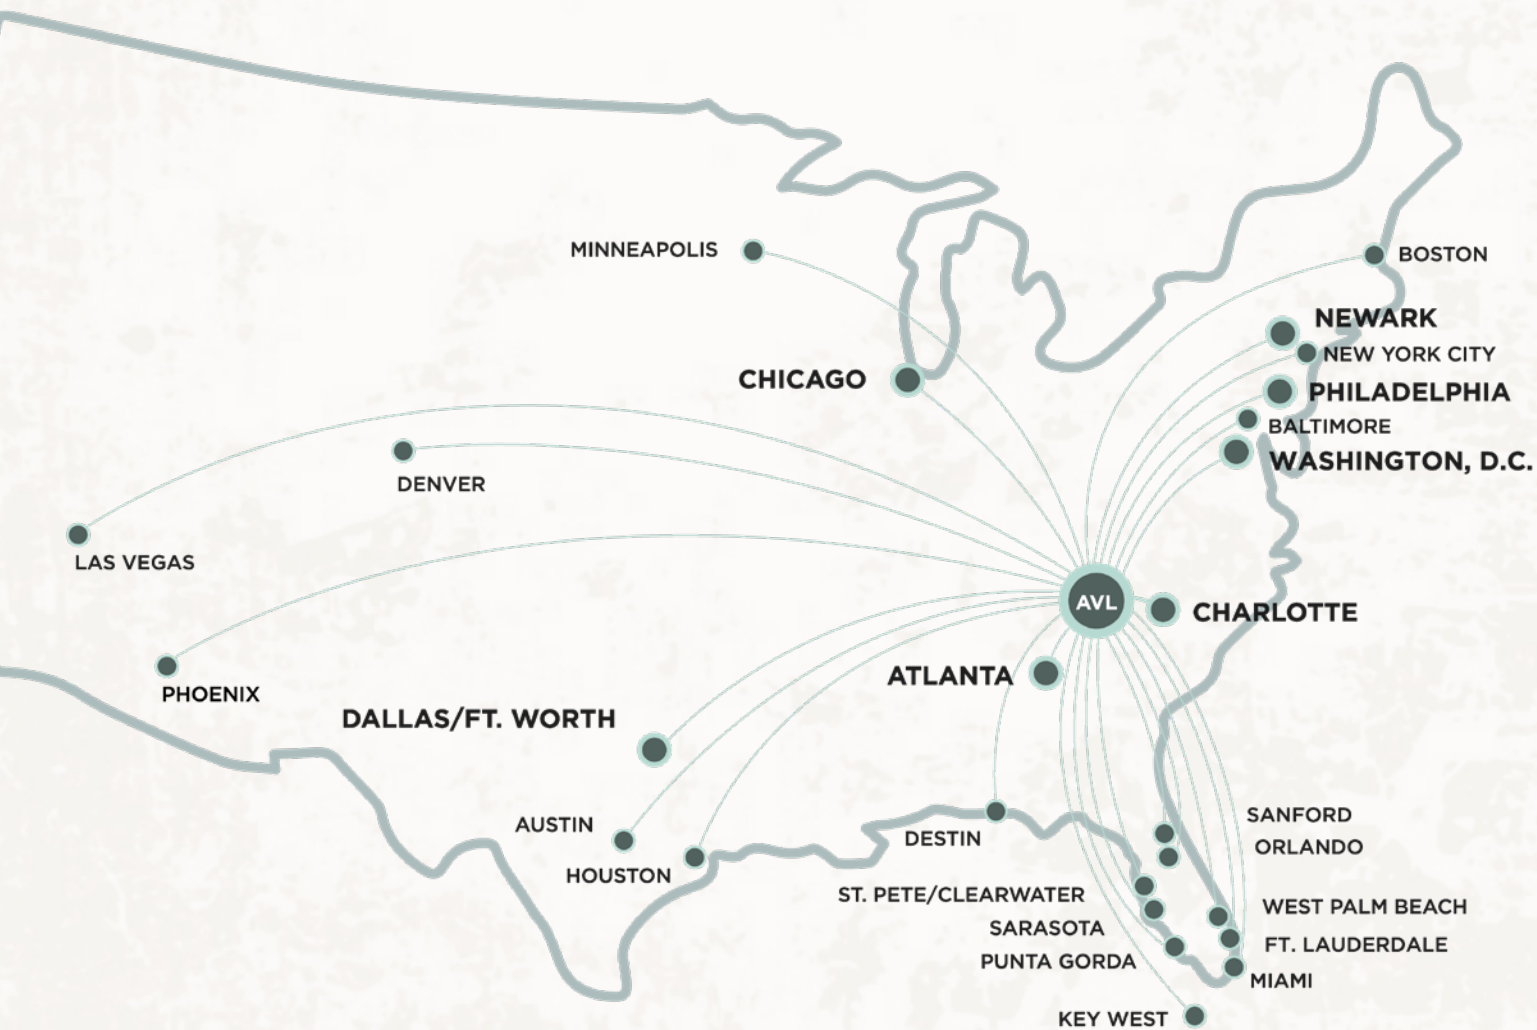 MINNEAPOLIS
BOSTON
NEWARK
NEW YORK CITY
CHICAGO
PHILADELPHIA
BALTIMORE
WASHINGTON, D.C.
DENVER
LAS VEGAS
AVL
CHARLOTTE
ATLANTA
PHOENIX
DALLAS/FT. WORTH
SANFORD
AUSTIN
DESTIN
ORLANDO
HOUSTON
ST. PETE/CLEARWATER
WEST PALM BEACH
SARASOTA
FT. LAUDERDALE
PUNTA GORDA
MIAMI
KEY WEST